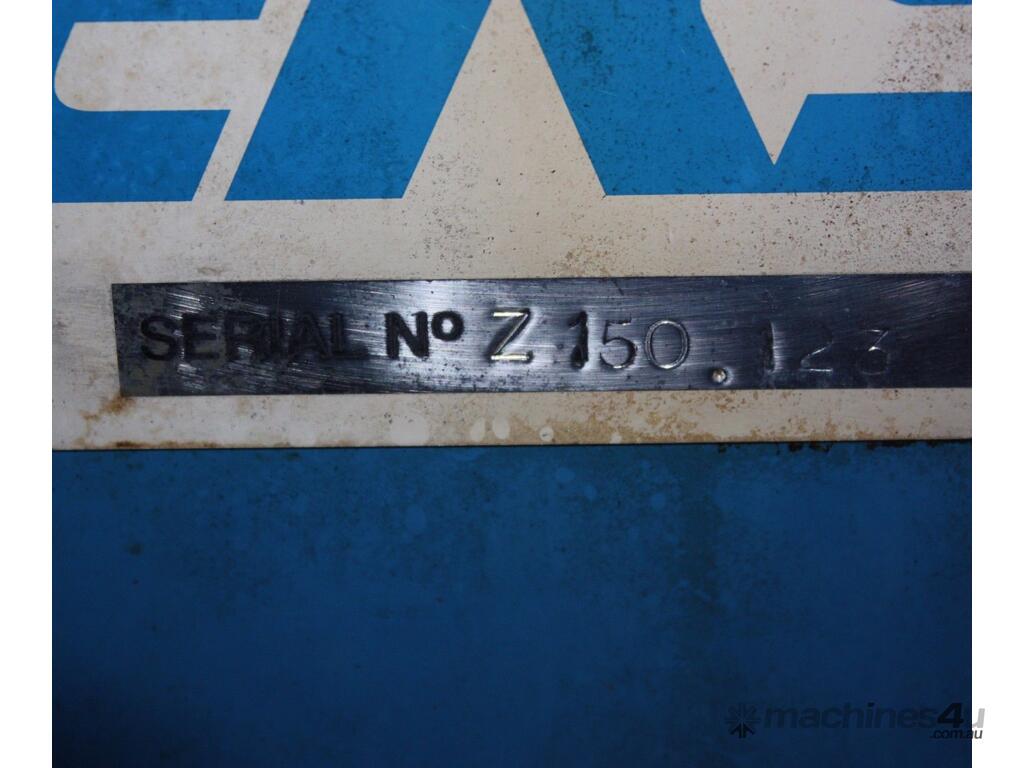 SERIAL Nº Z 150.123
machines4u
.com.au